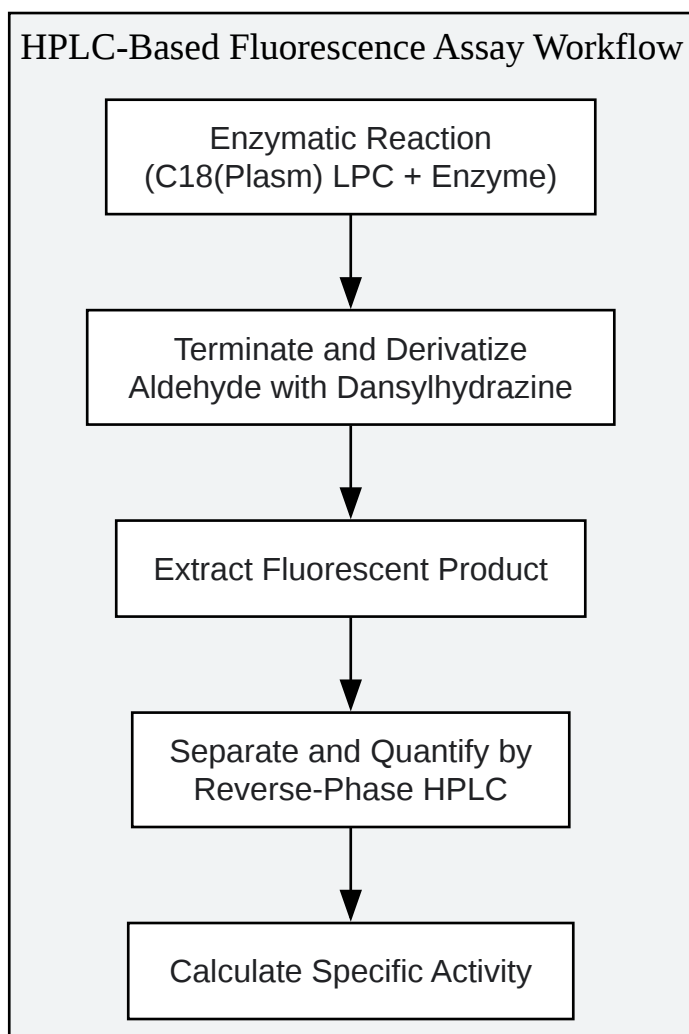 HPLC-Based Fluorescence Assay Workflow
Enzymatic Reaction
(C18(Plasm) LPC + Enzyme)
Terminate and Derivatize
Aldehyde with Dansylhydrazine
Extract Fluorescent Product
Separate and Quantify by
Reverse-Phase HPLC
Calculate Specific Activity